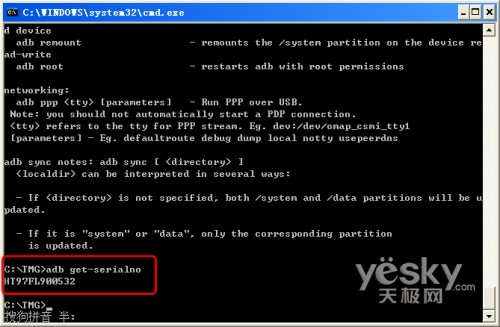 C:\WINDOWS\system32\cmd.exe
d device
adb remount - remounts the /system partition on the device re
ad-write
adb root - restarts adb with root permissions
networking:
adb ppp <tty> [parameters] - Run PPP over USB.
Note: you should not automatically start a PDP connection.
<tty> refers to the tty for PPP stream. Eg. dev:/dev/omap_csmi_tty1
[parameters] - Eg. defaultroute debug dump local notty usepeerdns
adb sync notes: adb sync [ <directory> ]
<localdir> can be interpreted in several ways:
- If <directory> is not specified, both /system and /data partitions will be u
pdated.
- If it is "system" or "data", only the corresponding partition
is updated.
C:\TMG>adb get-serialno
HT97FL900532
C:\TMG>_
搜狗拼音 半:
yësky
天极网